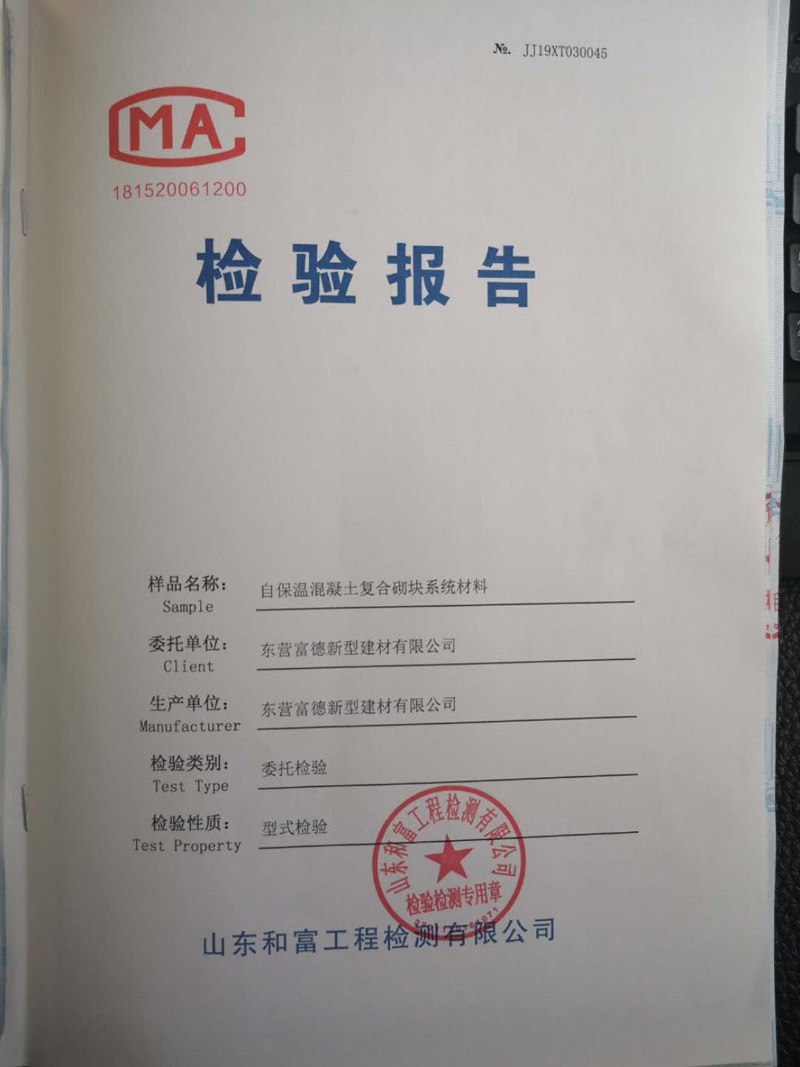 №. JJ19XT030045
MA
181520061200
检验报告
样品名称： 自保温混凝土复合砌块系统材料
Sample
委托单位： 东营富德新型建材有限公司
Client
生产单位： 东营富德新型建材有限公司
Manufacturer
检验类别： 委托检验
Test Type
检验性质： 型式检验
Test Property
山东和富工程检测有限公司
检验检测专用章
山东和富工程检测有限公司